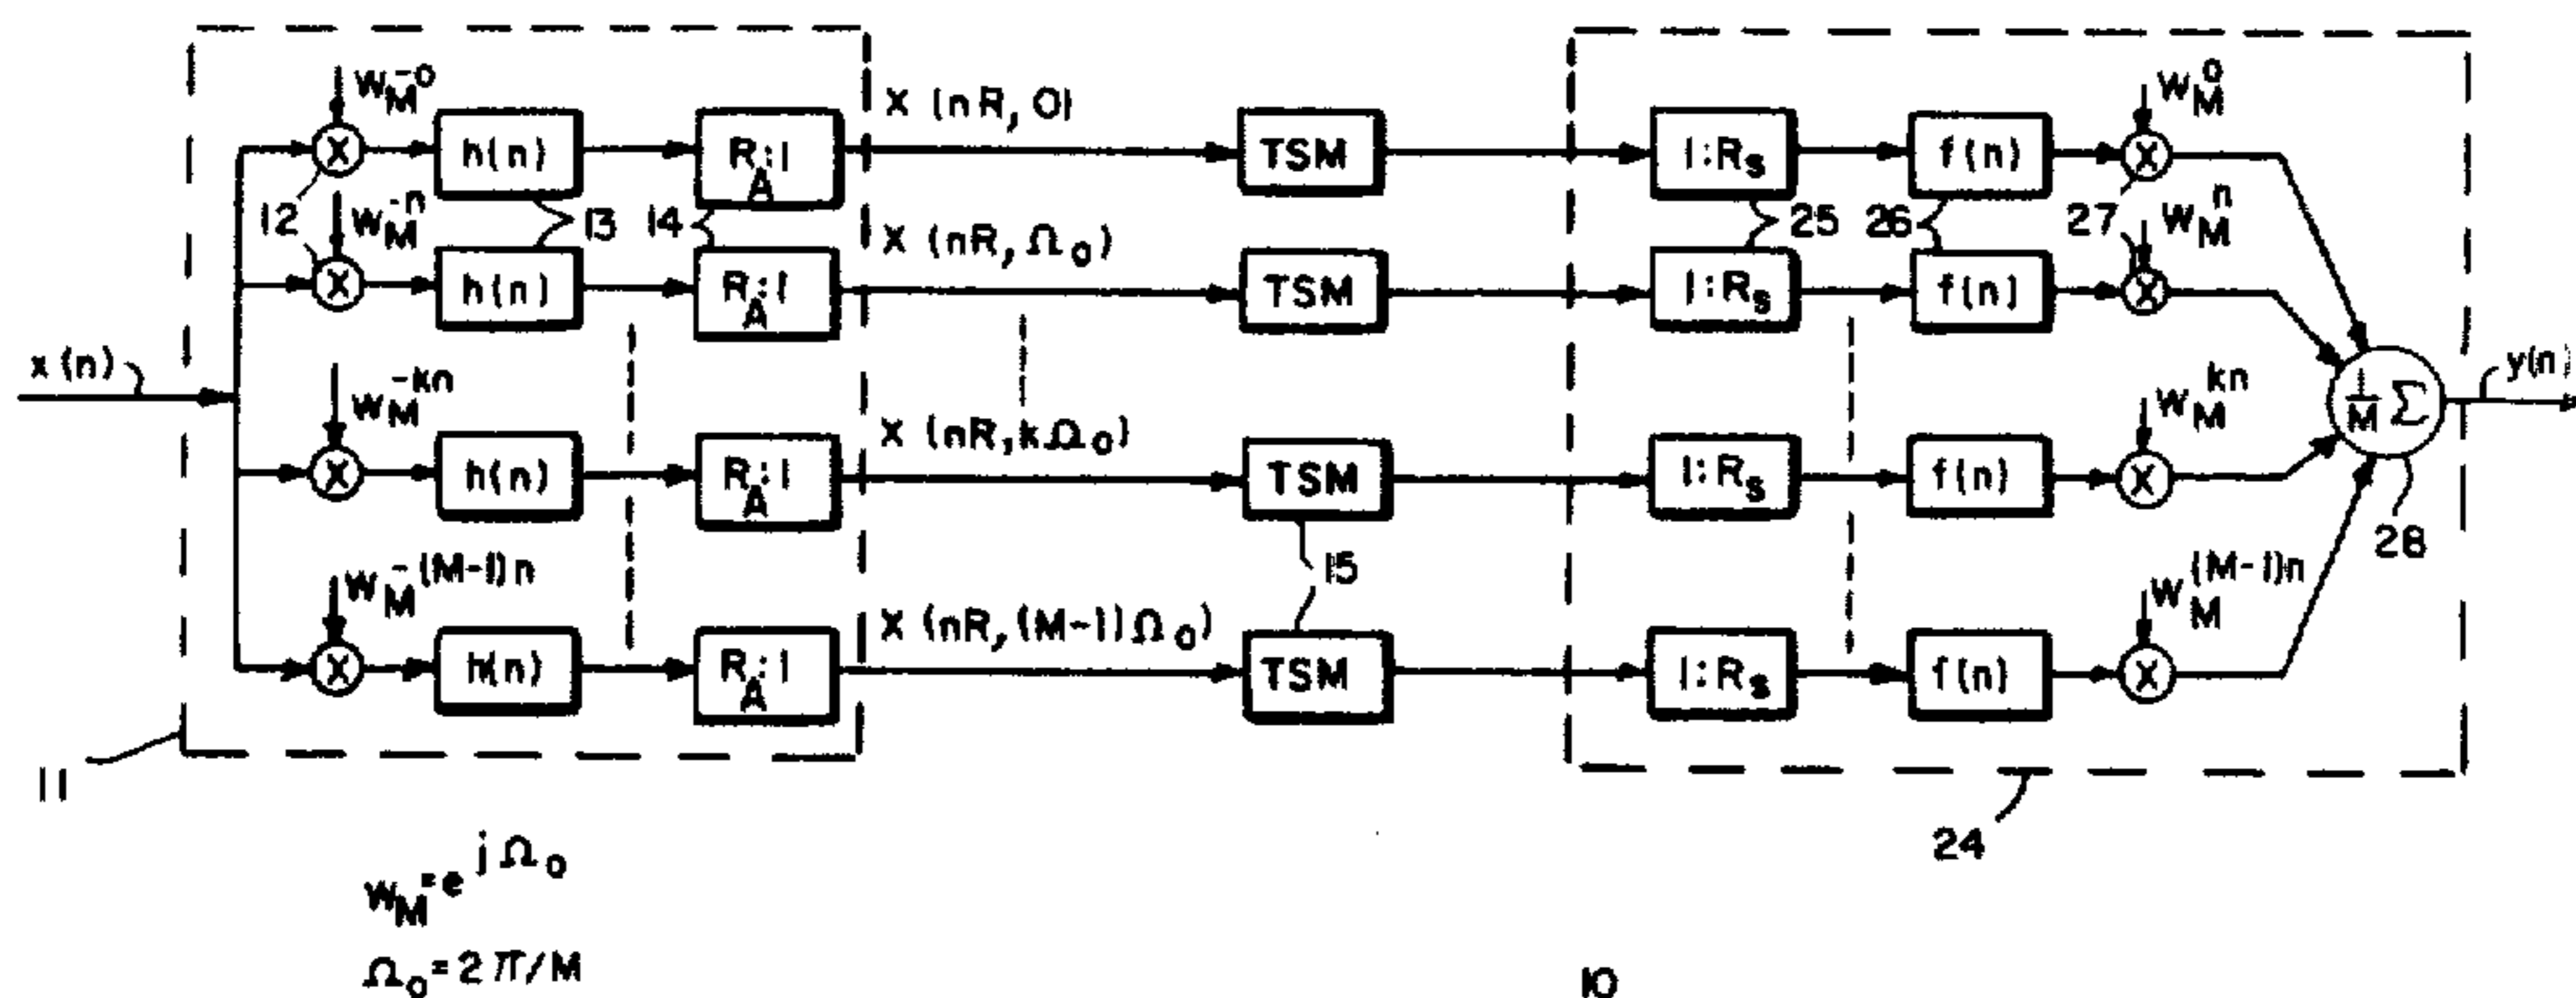 x(n)
W_M^-0
12
h(n)
R_A:1
X (nR, 0)
TSM
1:R_s
f(n)
W_M^0
27
W_M^-n
13
14
h(n)
R_A:1
X (nR, Ω_0)
TSM
25
26
1:R_s
f(n)
W_M^n
W_M^-kn
h(n)
R_A:1
X (nR, kΩ_0)
TSM
1:R_s
f(n)
W_M^kn
1/M Σ
y(n)
28
W_M^-(M-1)n
h(n)
R_A:1
X (nR, (M-1)Ω_0)
15
TSM
1:R_s
f(n)
W_M^(M-1)n
11
24
W_M=e^jΩ_0
Ω_0=2π/M
10